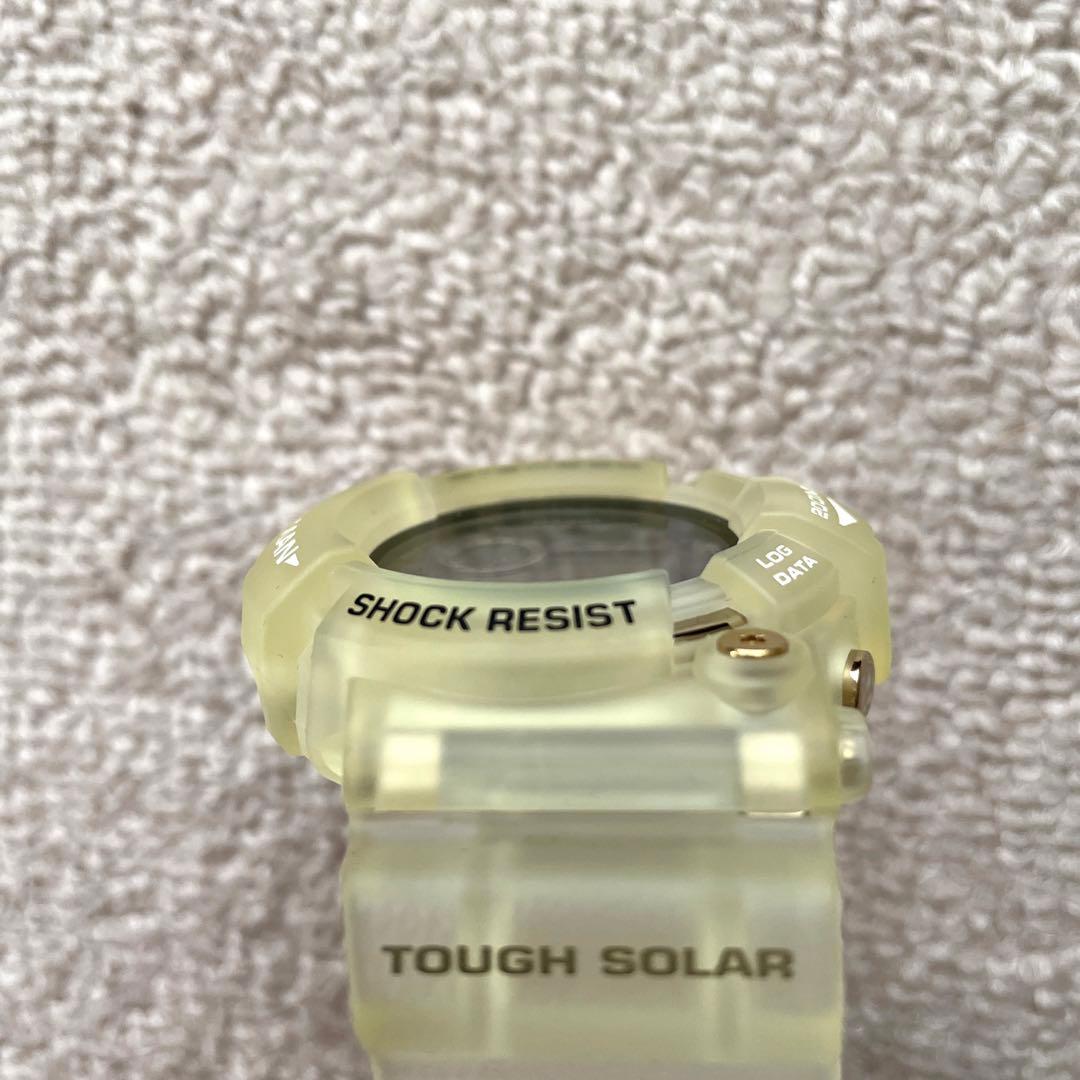 SHOCK RESIST
LOG
DATA
TOUGH SOLAR